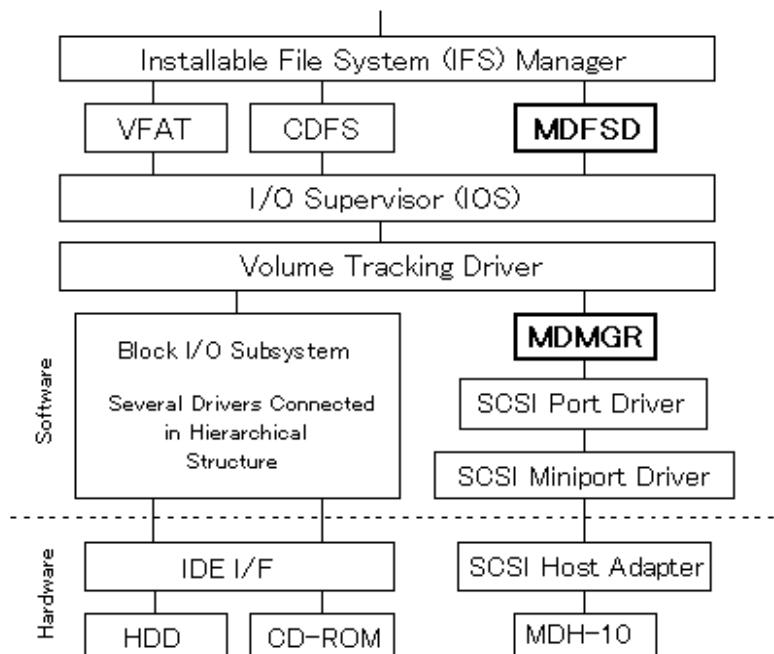 Installable File System (IFS) Manager
VFAT
CDFS
MDFSD
I/O Supervisor (IOS)
Volume Tracking Driver
Block I/O Subsystem
Several Drivers Connected
in Hierarchical
Structure
MDMGR
SCSI Port Driver
SCSI Miniport Driver
Software
Hardware
IDE I/F
SCSI Host Adapter
HDD
CD-ROM
MDH-10